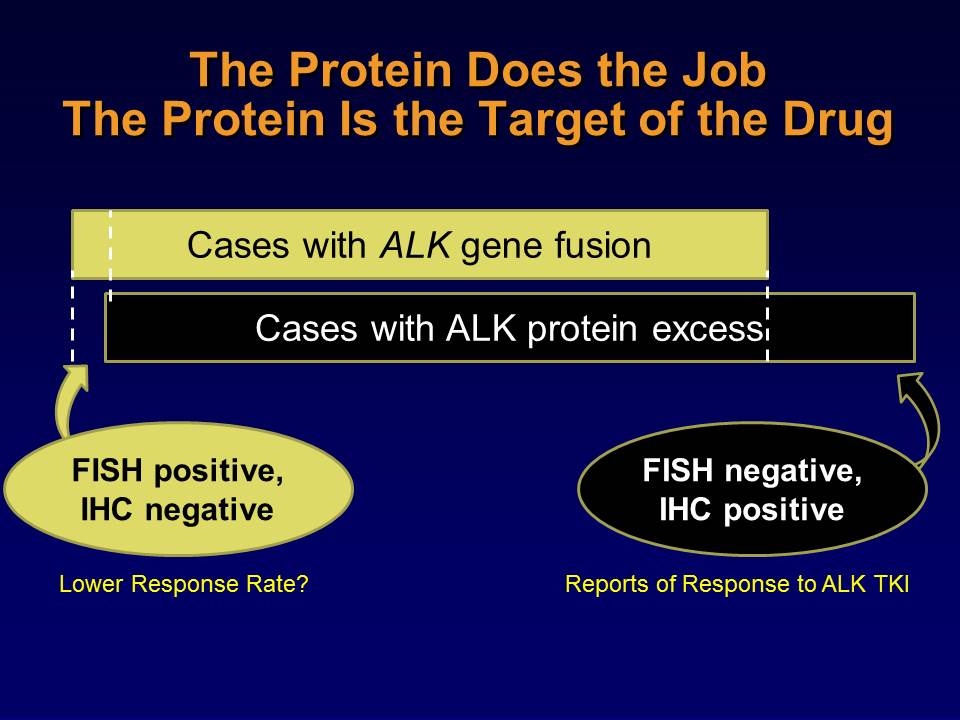 The Protein Does the Job
The Protein Is the Target of the Drug
Cases with ALK gene fusion
Cases with ALK protein excess
FISH positive,
IHC negative
FISH negative,
IHC positive
Lower Response Rate?
Reports of Response to ALK TKI